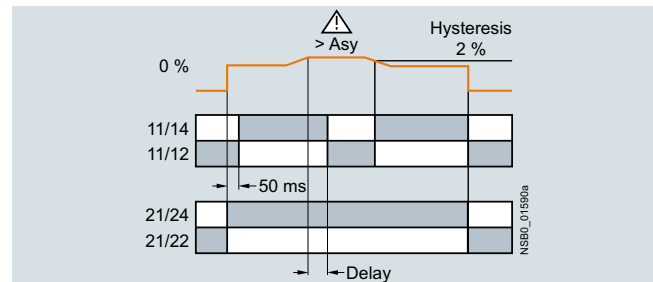 > Asy
Hysteresis
2 %
0 %
11/14
11/12
50 ms
21/24
21/22
Delay
NSB0_01590a